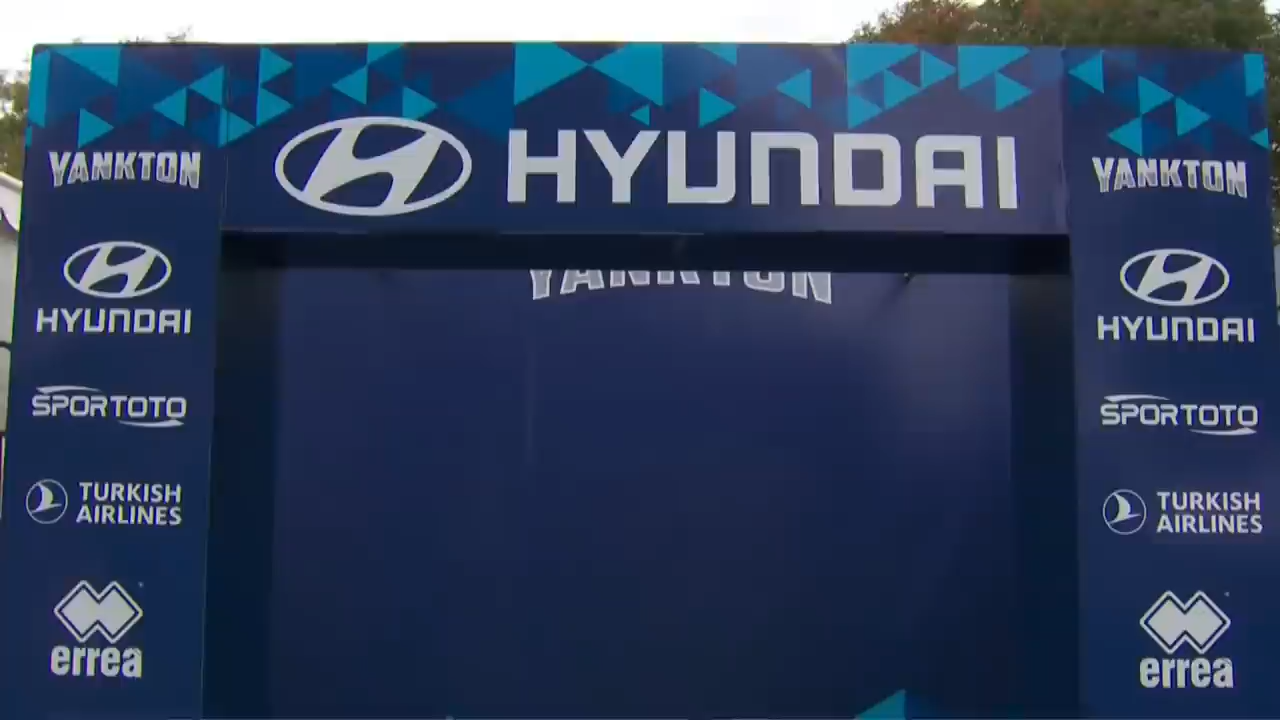 HYUNDAI
YANKTON
HYUNDAI
SPORTOTO
TURKISH
AIRLINES
errea
YANKTON
YANKTON
HYUNDAI
SPORTOTO
TURKISH
AIRLINES
errea